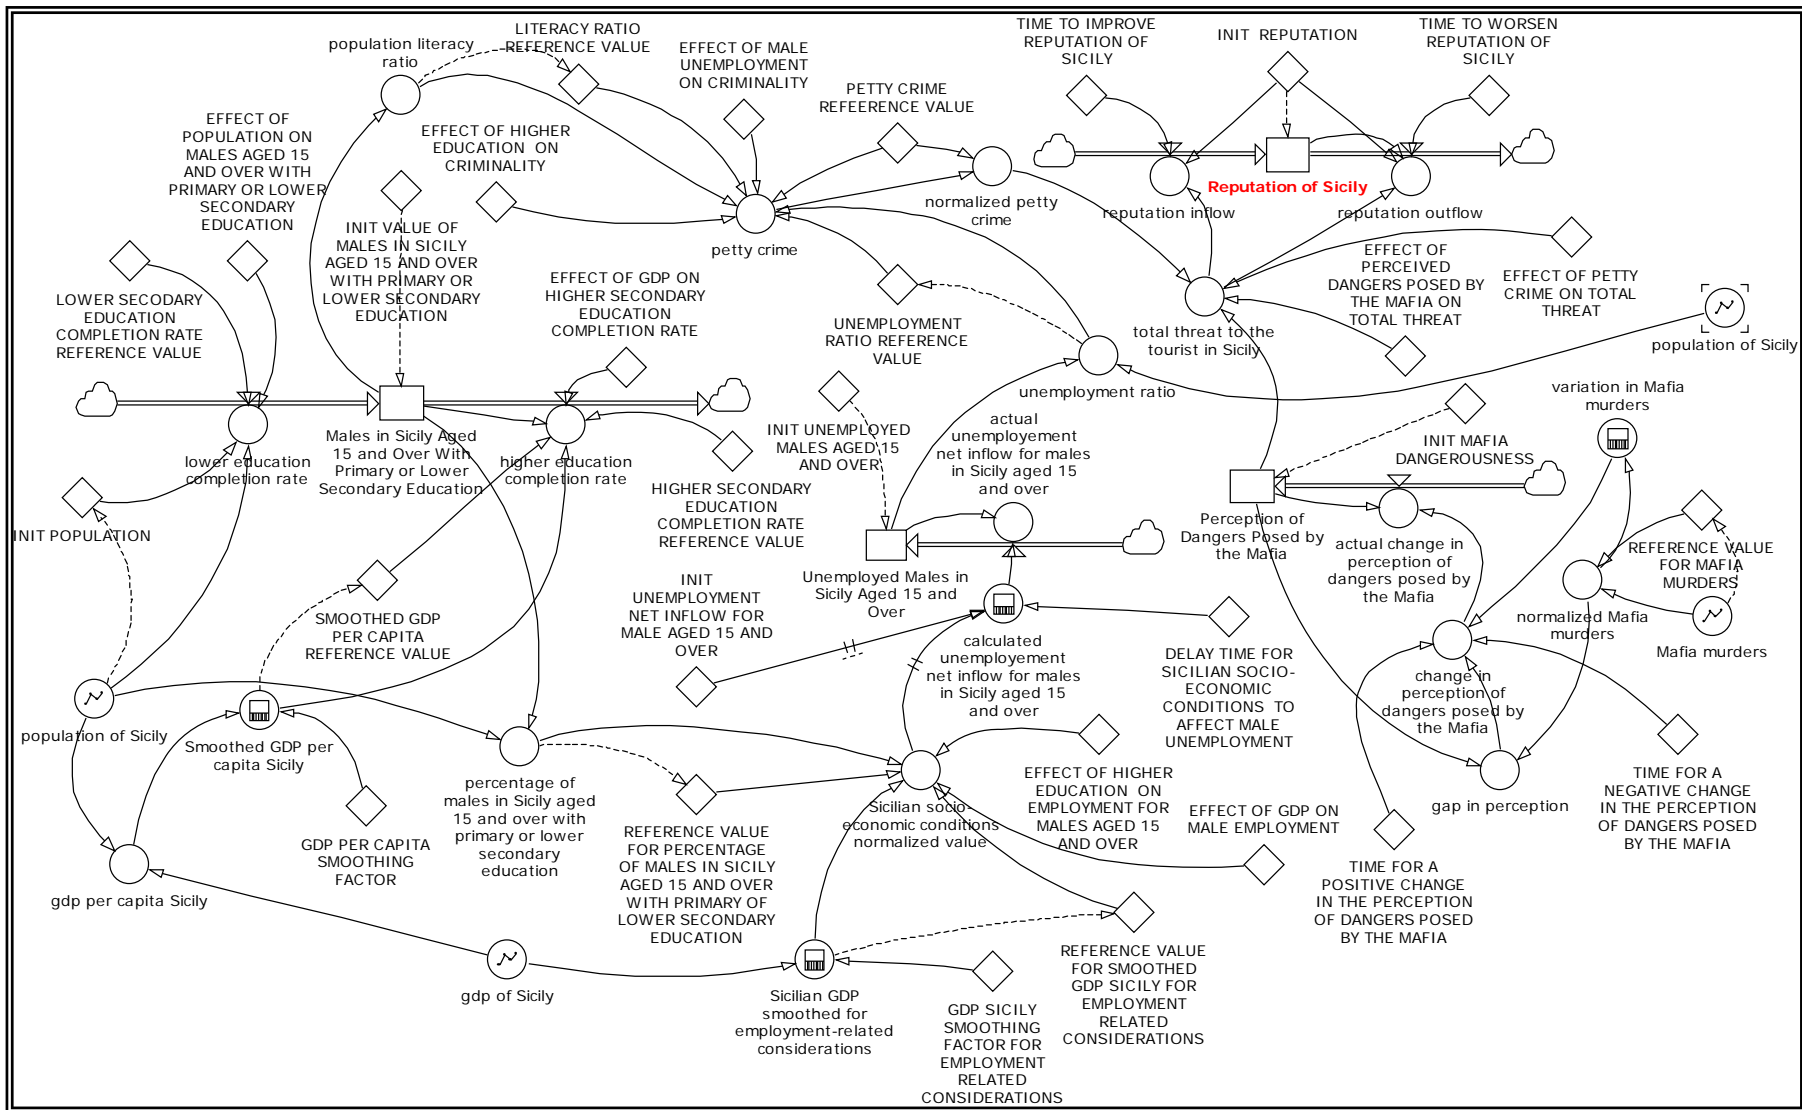 population literacy
ratio
LITERACY RATIO
REFERENCE VALUE
EFFECT OF MALE
UNEMPLOYMENT
ON CRIMINALITY
PETTY CRIME
REFEERENCE VALUE
TIME TO IMPROVE
REPUTATION OF
SICILY
INIT REPUTATION
TIME TO WORSEN
REPUTATION OF
SICILY
EFFECT OF
POPULATION ON
MALES AGED 15
AND OVER WITH
PRIMARY OR LOWER
SECONDARY
EDUCATION
EFFECT OF HIGHER
EDUCATION ON
CRIMINALITY
normalized petty
crime
petty crime
Reputation of Sicily
reputation inflow
reputation outflow
INIT VALUE OF
MALES IN SICILY
AGED 15 AND OVER
WITH PRIMARY OR
LOWER SECONDARY
EDUCATION
EFFECT OF GDP ON
HIGHER SECONDARY
EDUCATION
COMPLETION RATE
EFFECT OF
PERCEIVED
DANGERS POSED BY
THE MAFIA ON
TOTAL THREAT
EFFECT OF PETTY
CRIME ON TOTAL
THREAT
LOWER SECODARY
EDUCATION
COMPLETION RATE
REFERENCE VALUE
UNEMPLOYMENT
RATIO REFERENCE
VALUE
total threat to the
tourist in Sicily
population of Sicily
unemployment ratio
variation in Mafia
murders
lower education
completion rate
Males in Sicily Aged
15 and Over With
Primary or Lower
Secondary Education
higher education
completion rate
INIT UNEMPLOYED
MALES AGED 15
AND OVER
actual
unemployement
net inflow for males
in Sicily aged 15
and over
INIT MAFIA
DANGEROUSNESS
HIGHER SECONDARY
EDUCATION
COMPLETION RATE
REFERENCE VALUE
INIT POPULATION
Perception of
Dangers Posed by
the Mafia
actual change in
perception of
dangers posed by
the Mafia
REFERENCE VALUE
FOR MAFIA
MURDERS
Unemployed Males in
Sicily Aged 15 and
Over
INIT
UNEMPLOYMENT
NET INFLOW FOR
MALE AGED 15 AND
OVER
SMOOTHED GDP
PER CAPITA
REFERENCE VALUE
calculated
unemployement
net inflow for males
in Sicily aged 15
and over
DELAY TIME FOR
SICILIAN SOCIO-
ECONOMIC
CONDITIONS TO
AFFECT MALE
UNEMPLOYMENT
normalized Mafia
murders
Mafia murders
change in
perception of
dangers posed by
the Mafia
population of Sicily
Smoothed GDP per
capita Sicily
percentage of
males in Sicily aged
15 and over with
primary or lower
secondary
education
Sicilian socio-
economic conditions
normalized value
EFFECT OF HIGHER
EDUCATION ON
EMPLOYMENT FOR
MALES AGED 15
AND OVER
EFFECT OF GDP ON
MALE EMPLOYMENT
gap in perception
TIME FOR A
NEGATIVE CHANGE
IN THE PERCEPTION
OF DANGERS POSED
BY THE MAFIA
GDP PER CAPITA
SMOOTHING
FACTOR
REFERENCE VALUE
FOR PERCENTAGE
OF MALES IN SICILY
AGED 15 AND OVER
WITH PRIMARY OF
LOWER SECONDARY
EDUCATION
TIME FOR A
POSITIVE CHANGE
IN THE PERCEPTION
OF DANGERS POSED
BY THE MAFIA
gdp per capita Sicily
gdp of Sicily
Sicilian GDP
smoothed for
employment-related
considerations
GDP SICILY
SMOOTHING
FACTOR FOR
EMPLOYMENT
RELATED
CONSIDERATIONS
REFERENCE VALUE
FOR SMOOTHED
GDP SICILY FOR
EMPLOYMENT
RELATED
CONSIDERATIONS